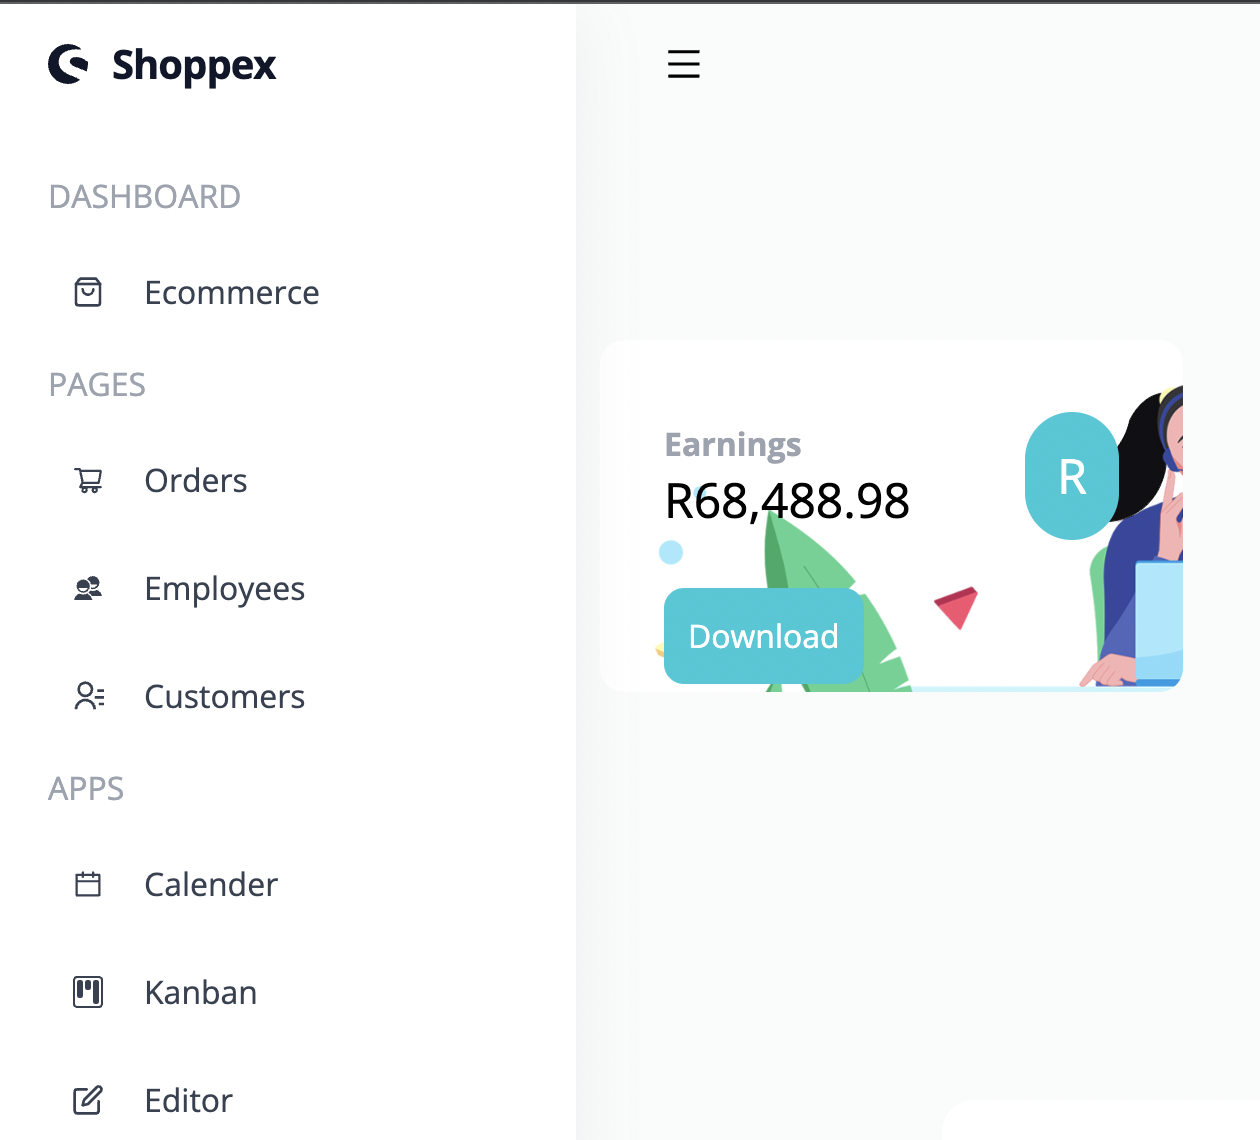 Shoppex
DASHBOARD
Ecommerce
PAGES
Orders
Employees
Customers
APPS
Calender
Kanban
Editor
Earnings
R68,488.98
R
Download